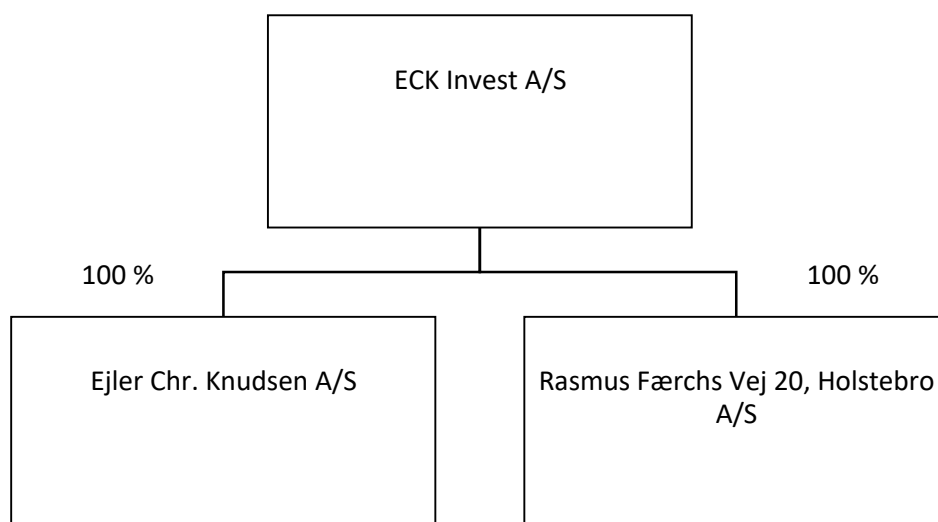 ECK Invest A/S
100 %
100 %
Ejler Chr. Knudsen A/S
Rasmus Færchs Vej 20, Holstebro
A/S